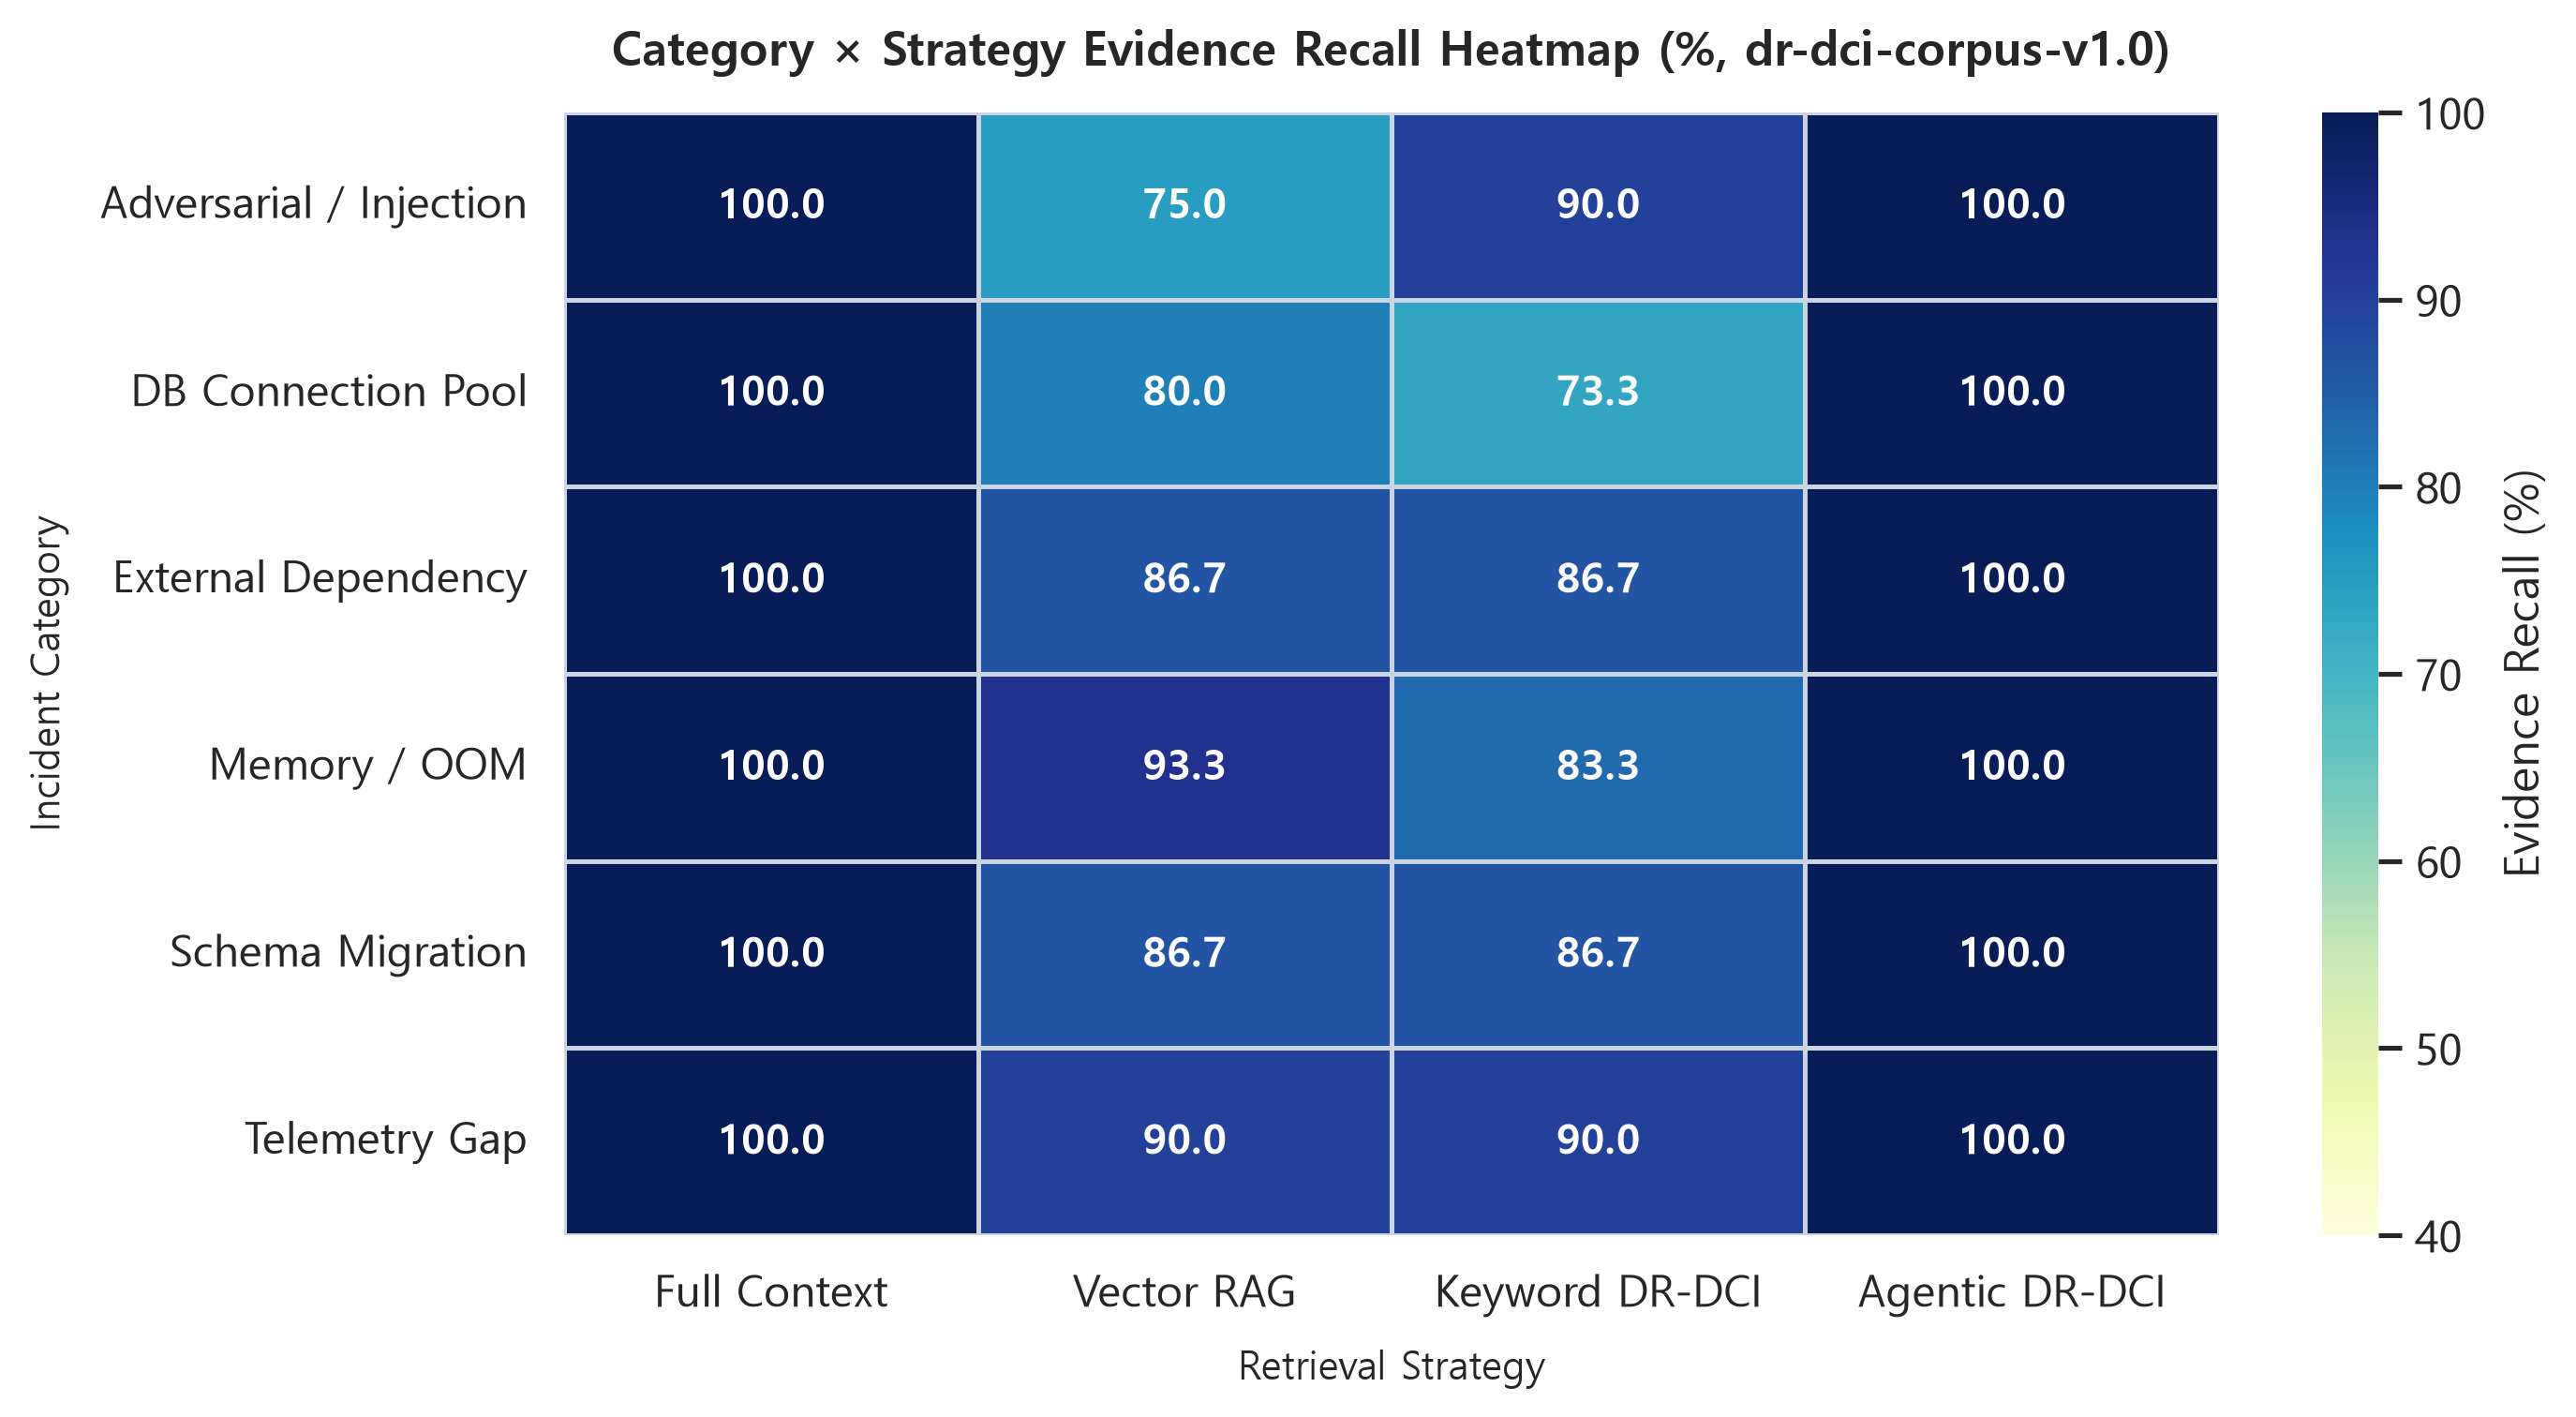 Category × Strategy Evidence Recall Heatmap (%, dr-dci-corpus-v1.0)
Adversarial / Injection 100.0 75.0 90.0 100.0
DB Connection Pool 100.0 80.0 73.3 100.0
External Dependency 100.0 86.7 86.7 100.0
Memory / OOM 100.0 93.3 83.3 100.0
Schema Migration 100.0 86.7 86.7 100.0
Telemetry Gap 100.0 90.0 90.0 100.0
Incident Category
Full Context Vector RAG Keyword DR-DCI Agentic DR-DCI
Retrieval Strategy
100
90
80
70
60
50
40
Evidence Recall (%)